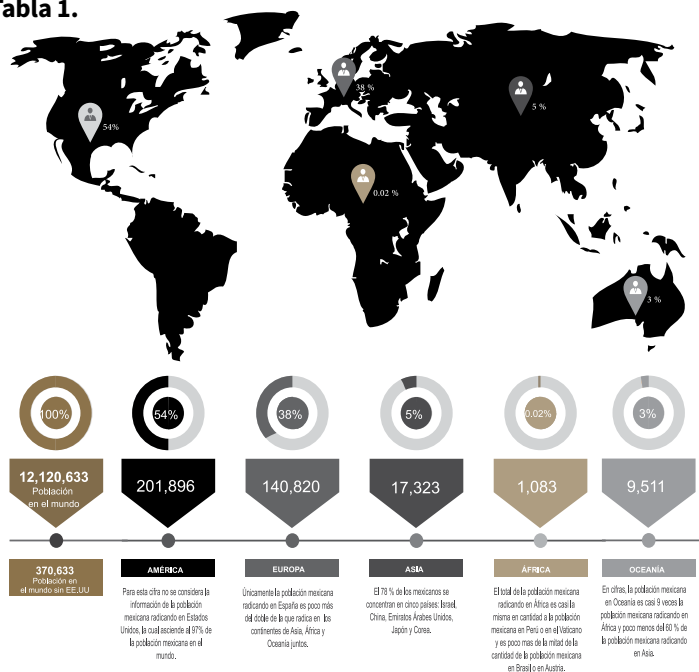 Tabla 1.
54%
38 %
5 %
0.02 %
3 %
100%
54%
38%
5%
0.02%
3%
12,120,633
Población
en el mundo
201,896
140,820
17,323
1,083
9,511
370,633
Población en
el mundo sin EE.UU
AMÉRICA
Para esta cifra no se considera la
información de la población
mexicana radicando en Estados
Unidos, la cual asciende al 97% de
la población mexicana en el
mundo.
EUROPA
Únicamente la población mexicana
radicando en España es poco más
del doble de la que radica en los
continentes de Asia, África y
Oceanía juntos.
ASIA
El 78 % de los mexicanos se
concentran en cinco países: Israel,
China, Emiratos Árabes Unidos,
Japón y Corea.
ÁFRICA
El total de la población mexicana
radicando en África es casi la
misma en cantidad a la población
mexicana en Perú o en el Vaticano
y es poco mas de la mitad de la
cantidad de la población mexicana
en Brasil o en Austria.
OCEANÍA
En cifras, la población mexicana
en Oceanía es casi 9 veces la
población mexicana radicando en
África y poco menos del 60 % de
la población mexicana radicando
en Asia.